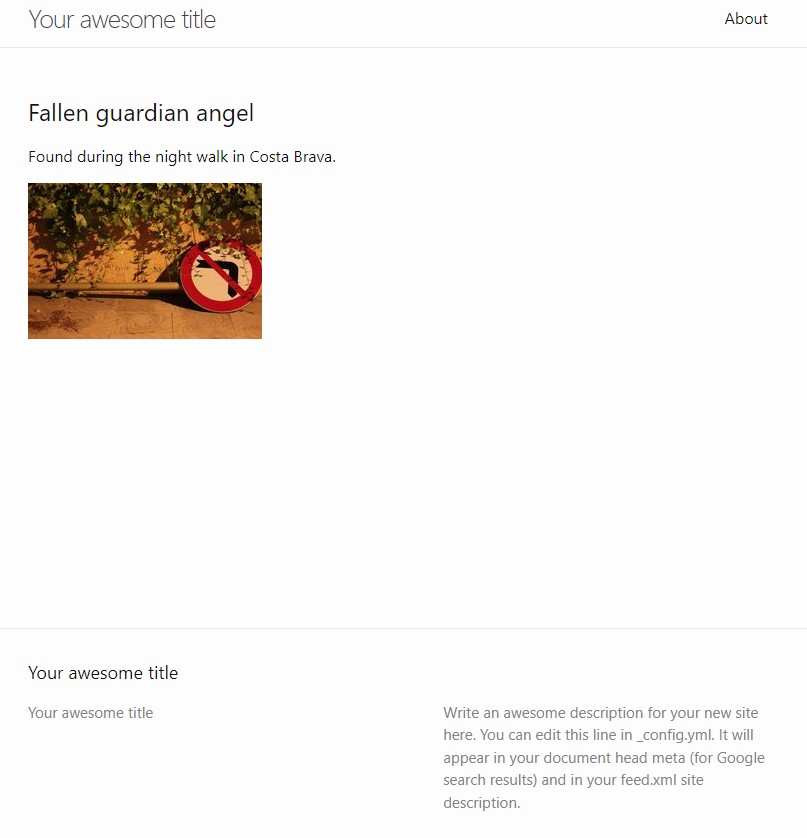 Your awesome title
About
Fallen guardian angel
Found during the night walk in Costa Brava.
Your awesome title
Your awesome title
Write an awesome description for your new site
here. You can edit this line in _config.yml. It will
appear in your document head meta (for Google
search results) and in your feed.xml site
description.